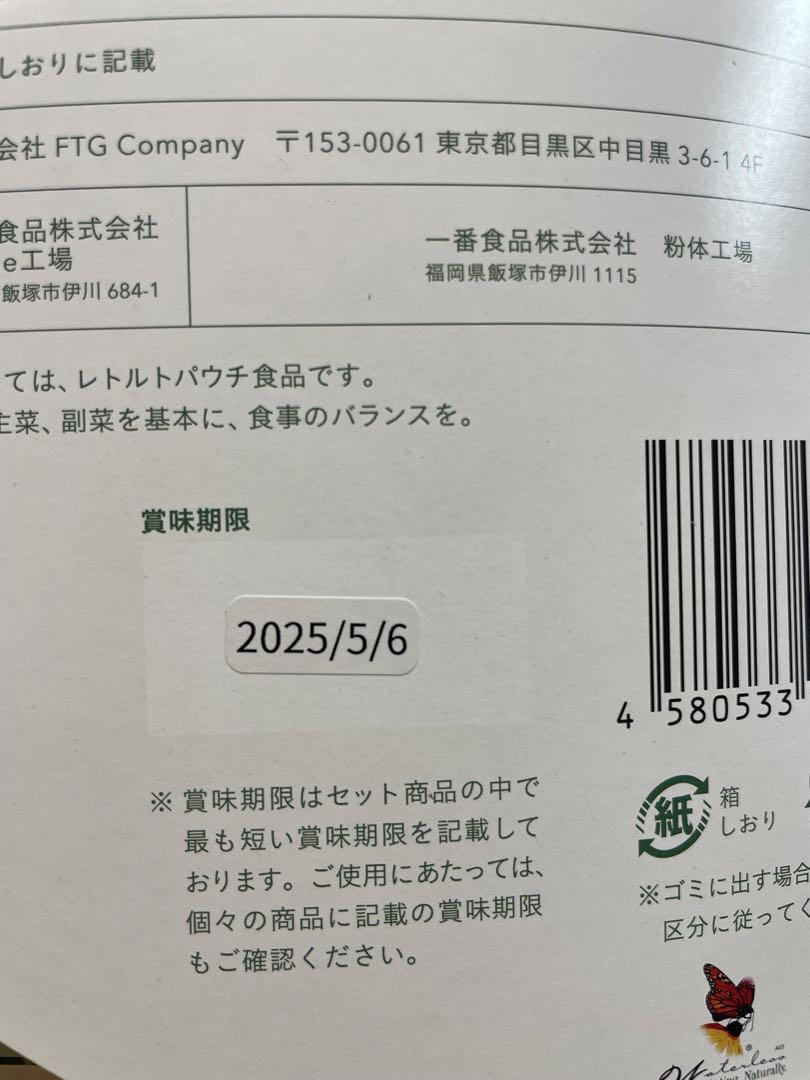 しおりに記載
会社 FTG Company 〒153-0061 東京都目黒区中目黒 3-6-1 4F
食品株式会社
e工場
飯塚市伊川 684-1
一番食品株式会社 粉体工場
福岡県飯塚市伊川 1115
ては、レトルトパウチ食品です。
主菜、副菜を基本に、食事のバランスを。
賞味期限
2025/5/6
4 580533
※ 賞味期限はセット商品の中で
最も短い賞味期限を記載して
おります。ご使用にあたっては、
個々の商品に記載の賞味期限
もご確認ください。
紙
箱
しおり
※ゴミに出す場合
区分に従ってく
Waterless
Naturally.